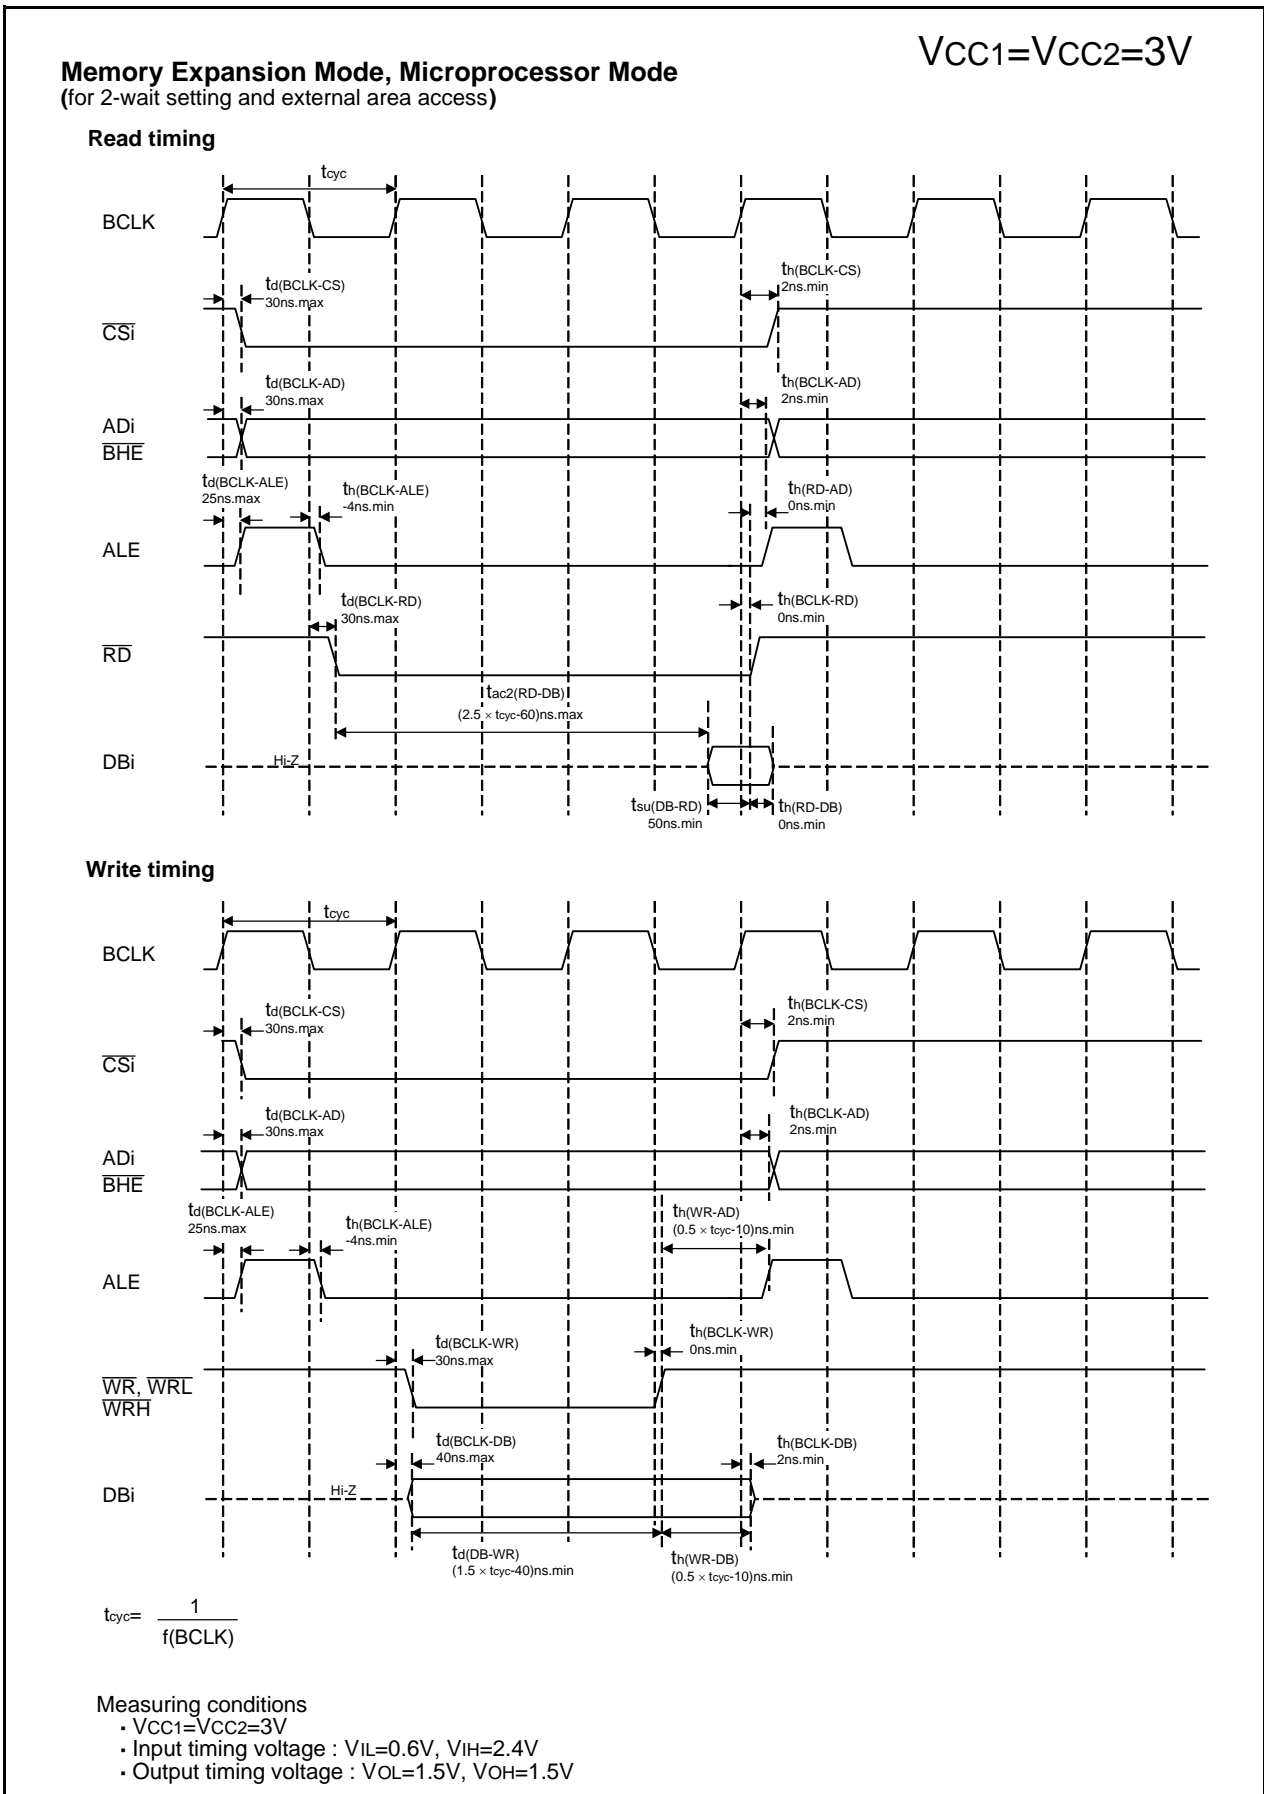 VCC1=VCC2=3V
Memory Expansion Mode, Microprocessor Mode
(for 2-wait setting and external area access)
Read timing
tcyc
BCLK
td(BCLK-CS)
30ns.max
th(BCLK-CS)
2ns.min
CSi
td(BCLK-AD)
30ns.max
th(BCLK-AD)
2ns.min
ADi
BHE
td(BCLK-ALE)
25ns.max
th(BCLK-ALE)
-4ns.min
th(RD-AD)
0ns.min
ALE
td(BCLK-RD)
30ns.max
th(BCLK-RD)
0ns.min
RD
tac2(RD-DB)
(2.5 × tcyc-60)ns.max
DBi
Hi-Z
tsu(DB-RD)
50ns.min
th(RD-DB)
0ns.min
Write timing
tcyc
BCLK
td(BCLK-CS)
30ns.max
th(BCLK-CS)
2ns.min
CSi
td(BCLK-AD)
30ns.max
th(BCLK-AD)
2ns.min
ADi
BHE
td(BCLK-ALE)
25ns.max
th(BCLK-ALE)
-4ns.min
th(WR-AD)
(0.5 × tcyc-10)ns.min
ALE
td(BCLK-WR)
30ns.max
th(BCLK-WR)
0ns.min
WR, WRL
WRH
td(BCLK-DB)
40ns.max
th(BCLK-DB)
2ns.min
DBi
Hi-Z
td(DB-WR)
(1.5 × tcyc-40)ns.min
th(WR-DB)
(0.5 × tcyc-10)ns.min
tcyc= 1
f(BCLK)
Measuring conditions
· VCC1=VCC2=3V
· Input timing voltage : VIL=0.6V, VIH=2.4V
· Output timing voltage : VOL=1.5V, VOH=1.5V